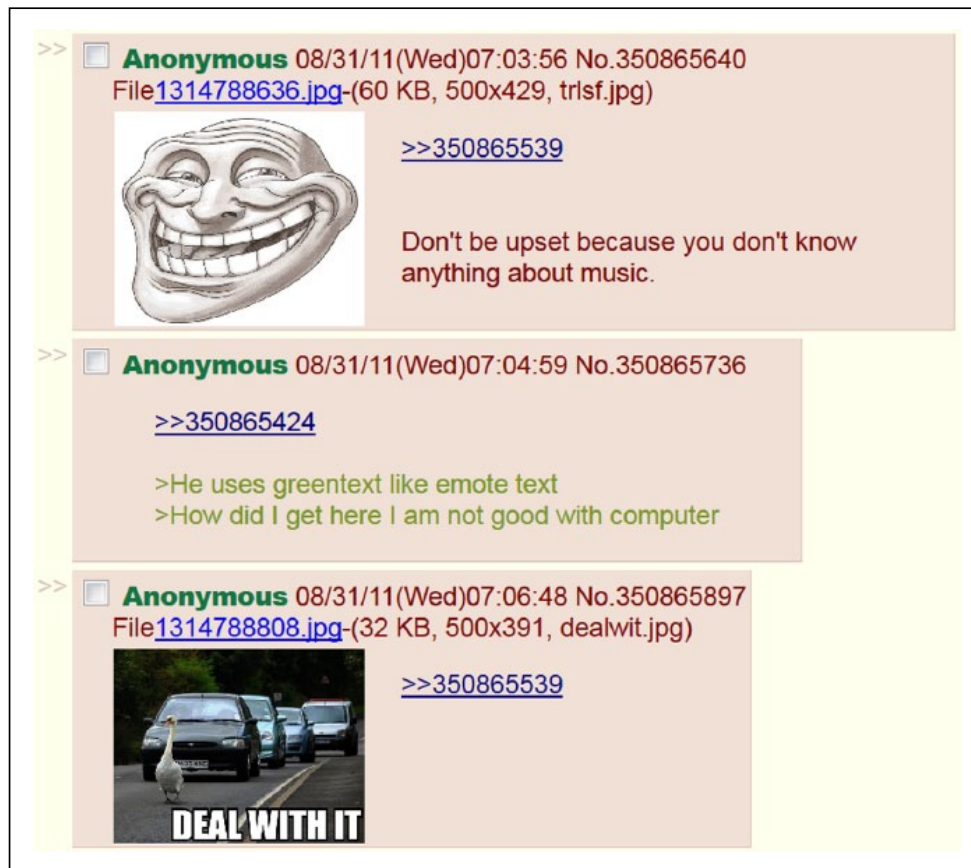 >> Anonymous 08/31/11(Wed)07:03:56 No.350865640
File1314788636.jpg-(60 KB, 500x429, trlsf.jpg)
>>350865539
Don't be upset because you don't know
anything about music.
>> Anonymous 08/31/11(Wed)07:04:59 No.350865736
>>350865424
>He uses greentext like emote text
>How did I get here I am not good with computer
>> Anonymous 08/31/11(Wed)07:06:48 No.350865897
File1314788808.jpg-(32 KB, 500x391, dealwit.jpg)
>>350865539
DEAL WITH IT